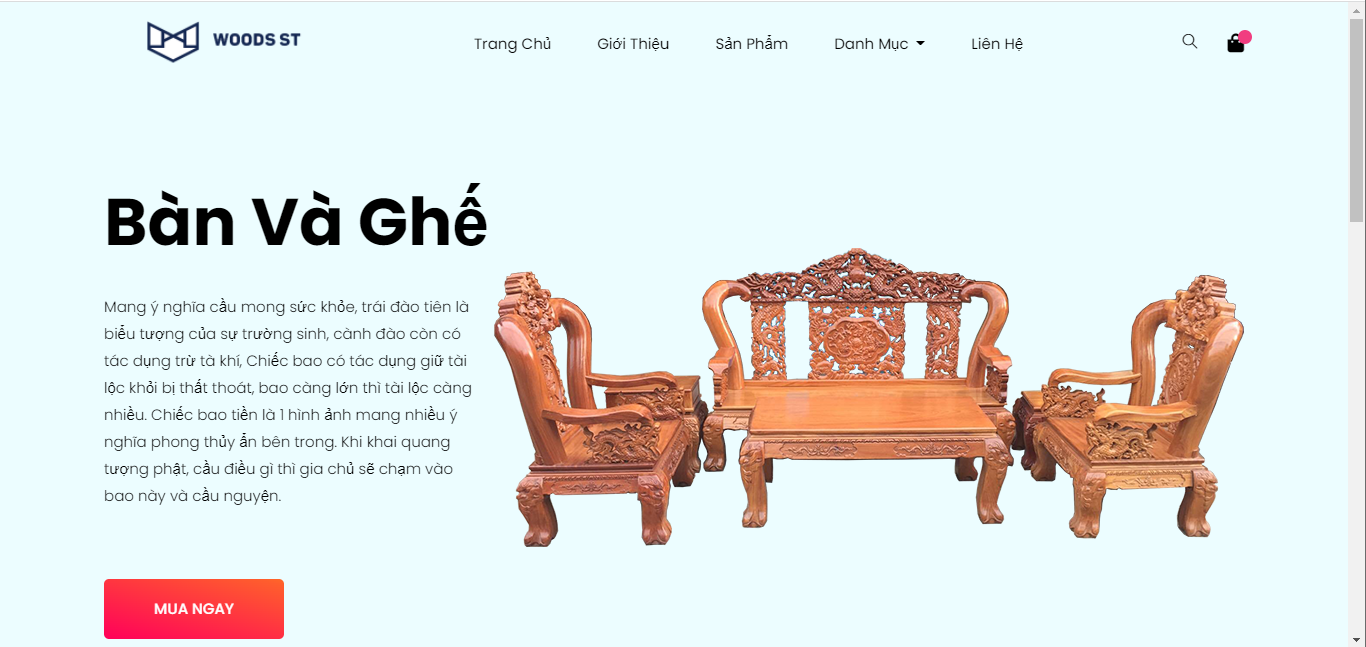 WOODS ST
Trang Chủ
Giới Thiệu
Sản Phẩm
Danh Mục
Liên Hệ
Bàn Và Ghế
Mang ý nghĩa cầu mong sức khỏe, trái đào tiên là
biểu tượng của sự trường sinh, cành đào còn có
tác dụng trừ tà khí, Chiếc bao có tác dụng giữ tài
lộc khỏi bị thất thoát, bao càng lớn thì tài lộc càng
nhiều. Chiếc bao tiền là 1 hình ảnh mang nhiều ý
nghĩa phong thủy ẩn bên trong. Khi khai quang
tượng phật, cầu điều gì thì gia chủ sẽ chạm vào
bao này và cầu nguyện.
MUA NGAY